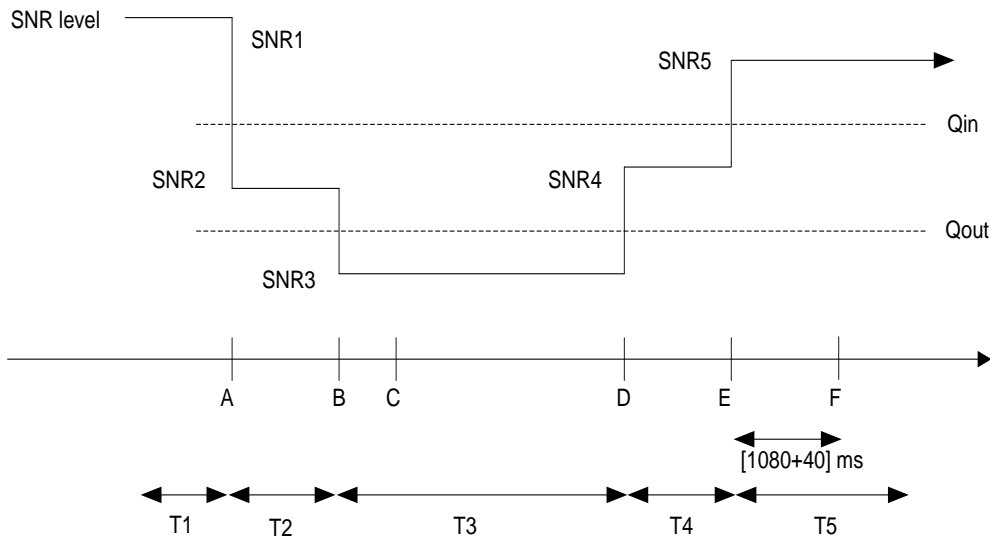 SNR level
SNR1
SNR5
Qin
SNR2
SNR4
Qout
SNR3
A
B
C
D
E
F
[1080+40] ms
T1
T2
T3
T4
T5